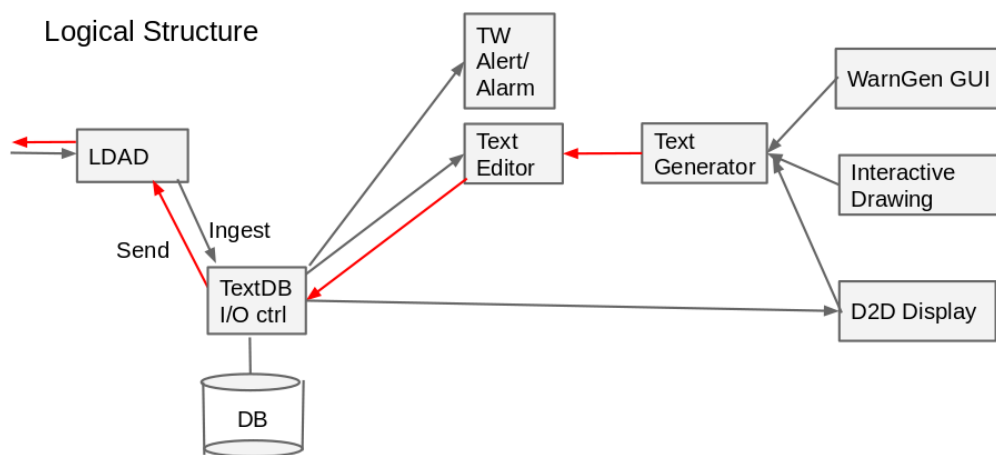 Logical Structure
TW
Alert/
Alarm
WarnGen GUI
LDAD
Text
Editor
Text
Generator
Interactive
Drawing
Ingest
Send
TextDB
I/O ctrl
D2D Display
DB